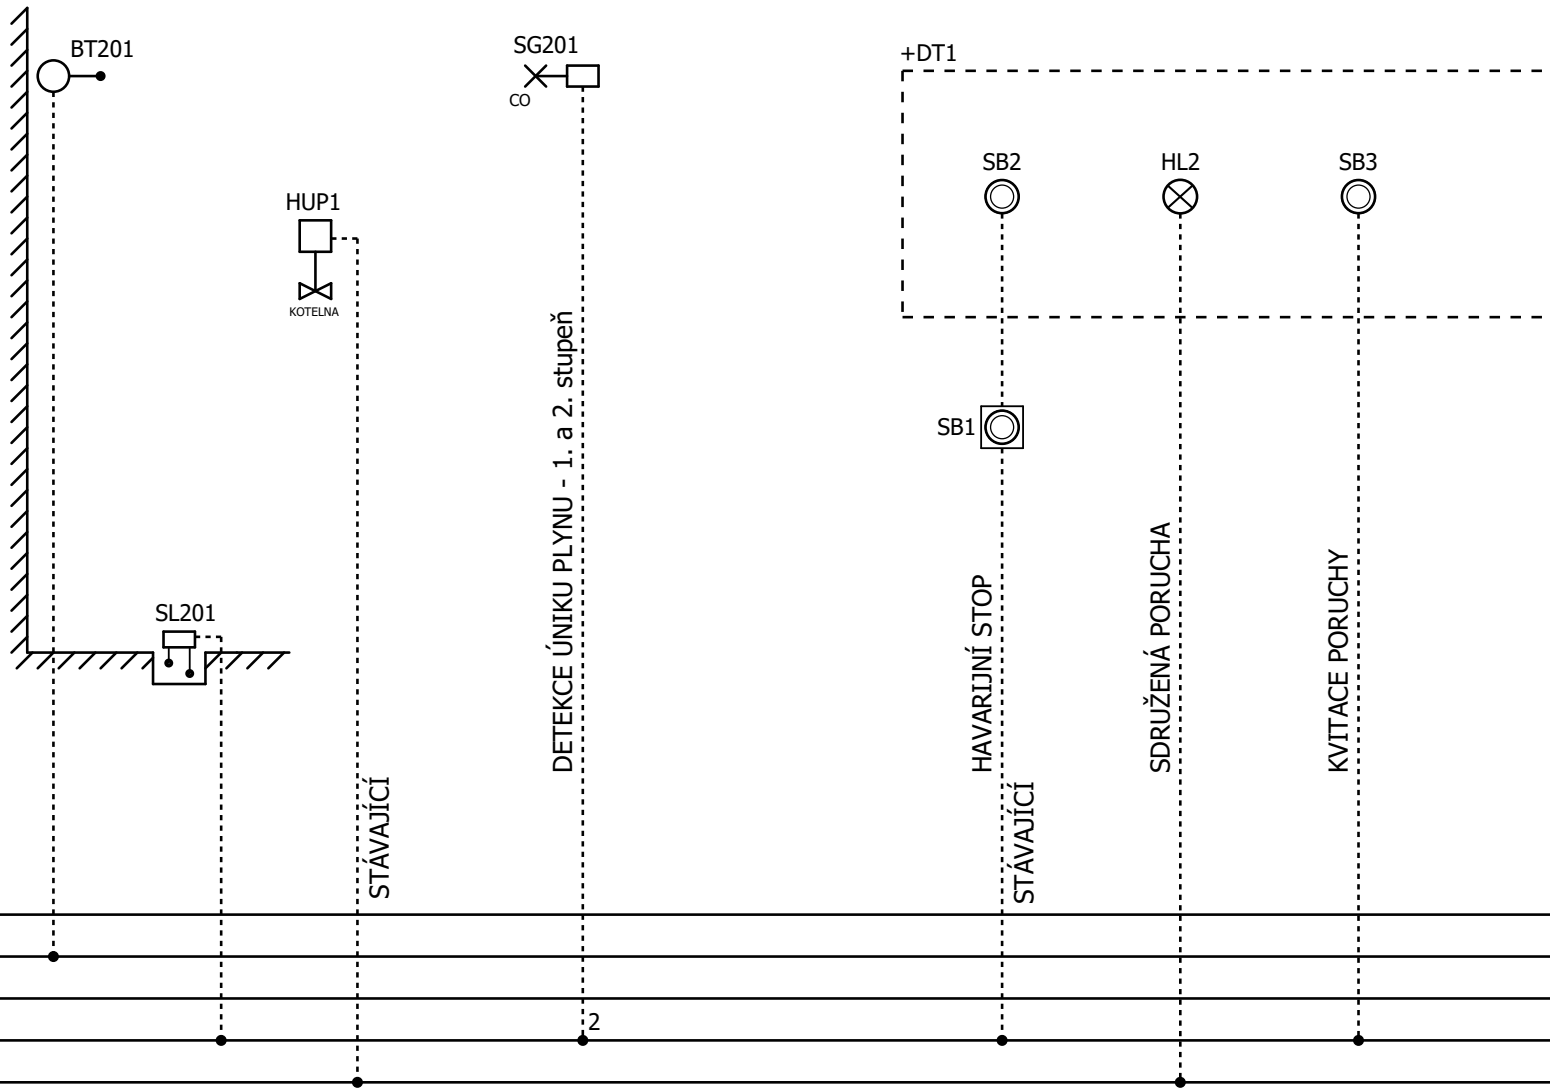 BT201
SG201
CO
+DT1
SB2
HL2
SB3
HUP1
KOTELNA
SB1
SL201
STÁVAJÍCÍ
DETEKCE ÚNIKU PLYNU - 1. a 2. stupeň
HAVARIJNÍ STOP
STÁVAJÍCÍ
SDRUŽENÁ PORUCHA
KVITACE PORUCHY
2